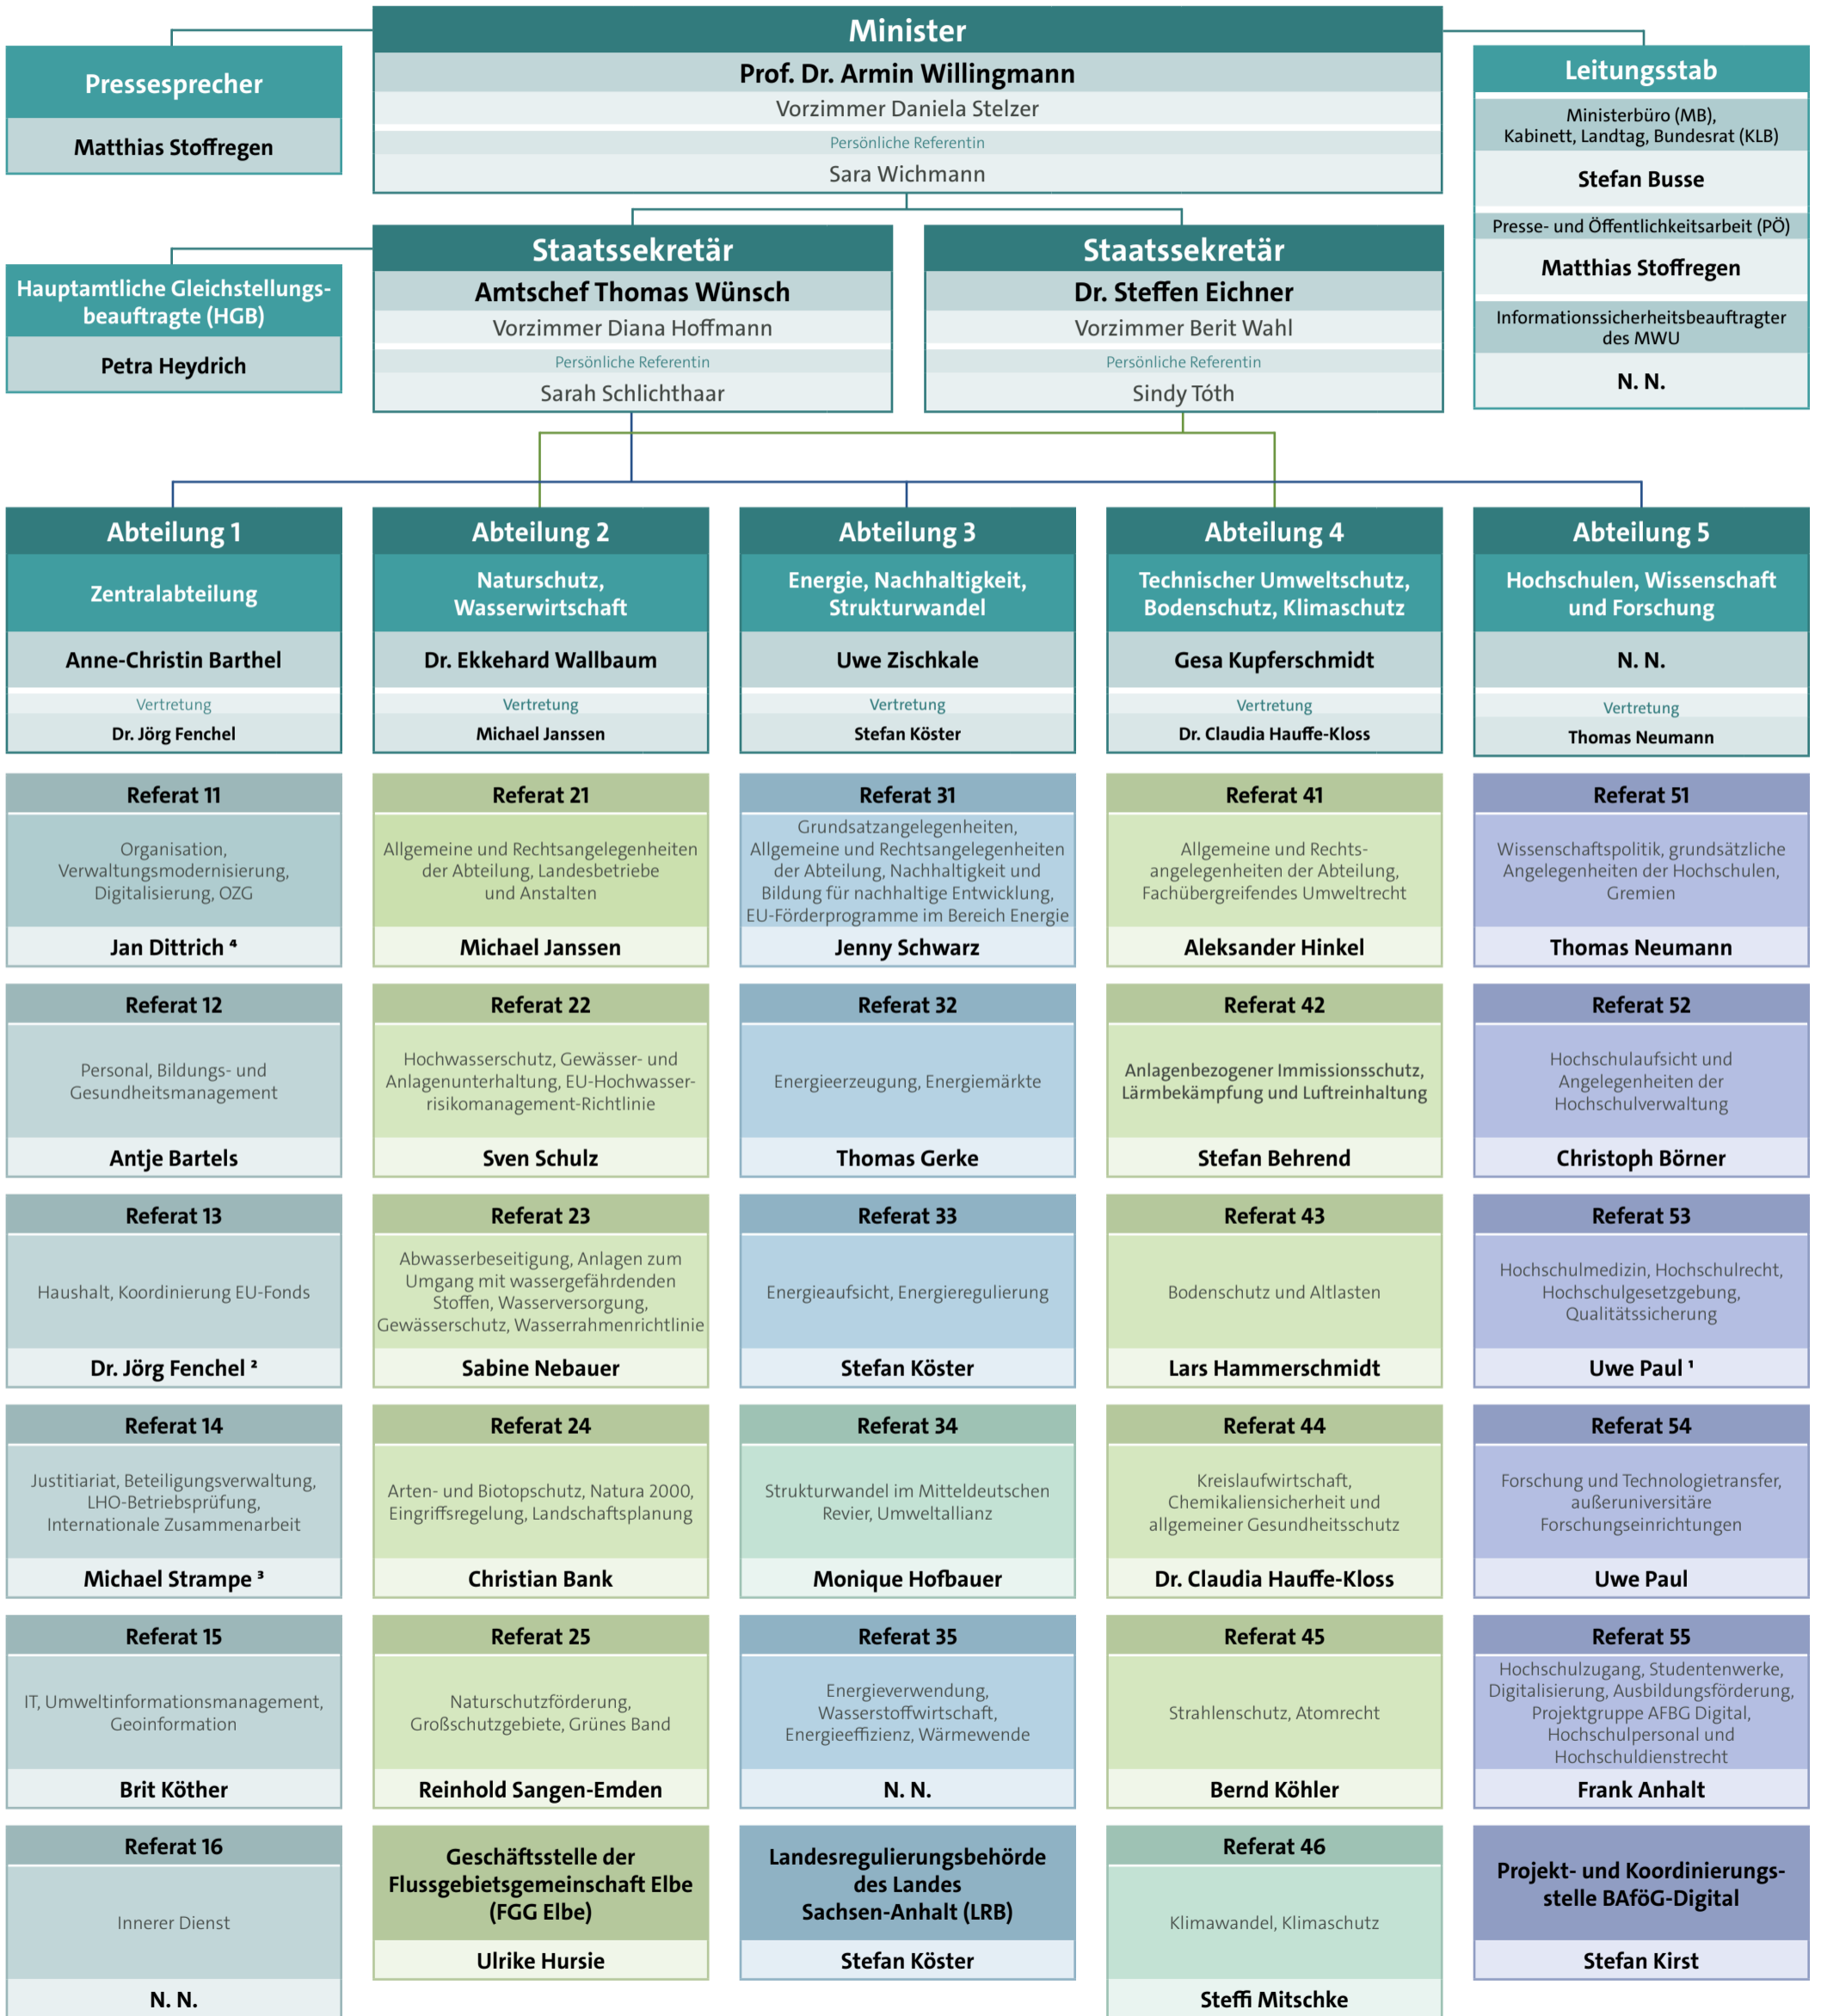 Minister
Prof. Dr. Armin Willingmann
Vorzimmer Daniela Stelzer
Persönliche Referentin
Sara Wichmann
Pressesprecher
Matthias Stoffregen
Leitungsstab
Ministerbüro (MB),
Kabinett, Landtag, Bundesrat (KLB)
Stefan Busse
Presse- und Öffentlichkeitsarbeit (PÖ)
Matthias Stoffregen
Informationssicherheitsbeauftragter
des MWU
N. N.
Hauptamtliche Gleichstellungs-
beauftragte (HGB)
Petra Heydrich
Staatssekretär
Amtschef Thomas Wünsch
Vorzimmer Diana Hoffmann
Persönliche Referentin
Sarah Schlichthaar
Staatssekretär
Dr. Steffen Eichner
Vorzimmer Berit Wahl
Persönliche Referentin
Sindy Tóth
Abteilung 1
Zentralabteilung
Anne-Christin Barthel
Vertretung
Dr. Jörg Fenchel
Referat 11
Organisation,
Verwaltungsmodernisierung,
Digitalisierung, OZG
Jan Dittrich ⁴
Referat 12
Personal, Bildungs- und
Gesundheitsmanagement
Antje Bartels
Referat 13
Haushalt, Koordinierung EU-Fonds
Dr. Jörg Fenchel ²
Referat 14
Justitiariat, Beteiligungsverwaltung,
LHO-Betriebsprüfung,
Internationale Zusammenarbeit
Michael Strampe ³
Referat 15
IT, Umweltinformationsmanagement,
Geoinformation
Brit Köther
Referat 16
Innerer Dienst
N. N.
Abteilung 2
Naturschutz,
Wasserwirtschaft
Dr. Ekkehard Wallbaum
Vertretung
Michael Janssen
Referat 21
Allgemeine und Rechtsangelegenheiten
der Abteilung, Landesbetriebe
und Anstalten
Michael Janssen
Referat 22
Hochwasserschutz, Gewässer- und
Anlagenunterhaltung, EU-Hochwasser-
risikomanagement-Richtlinie
Sven Schulz
Referat 23
Abwasserbeseitigung, Anlagen zum
Umgang mit wassergefährdenden
Stoffen, Wasserversorgung,
Gewässerschutz, Wasserrahmenrichtlinie
Sabine Nebauer
Referat 24
Arten- und Biotopschutz, Natura 2000,
Eingriffsregelung, Landschaftsplanung
Christian Bank
Referat 25
Naturschutzförderung,
Großschutzgebiete, Grünes Band
Reinhold Sangen-Emden
Geschäftsstelle der
Flussgebietsgemeinschaft Elbe
(FGG Elbe)
Ulrike Hursie
Abteilung 3
Energie, Nachhaltigkeit,
Strukturwandel
Uwe Zischkale
Vertretung
Stefan Köster
Referat 31
Grundsatzangelegenheiten,
Allgemeine und Rechtsangelegenheiten
der Abteilung, Nachhaltigkeit und
Bildung für nachhaltige Entwicklung,
EU-Förderprogramme im Bereich Energie
Jenny Schwarz
Referat 32
Energieerzeugung, Energiemärkte
Thomas Gerke
Referat 33
Energieaufsicht, Energieregulierung
Stefan Köster
Referat 34
Strukturwandel im Mitteldeutschen
Revier, Umweltallianz
Monique Hofbauer
Referat 35
Energieverwendung,
Wasserstoffwirtschaft,
Energieeffizienz, Wärmewende
N. N.
Landesregulierungsbehörde
des Landes
Sachsen-Anhalt (LRB)
Stefan Köster
Abteilung 4
Technischer Umweltschutz,
Bodenschutz, Klimaschutz
Gesa Kupferschmidt
Vertretung
Dr. Claudia Hauffe-Kloss
Referat 41
Allgemeine und Rechts-
angelegenheiten der Abteilung,
Fachübergreifendes Umweltrecht
Aleksander Hinkel
Referat 42
Anlagenbezogener Immissionsschutz,
Lärmbekämpfung und Luftreinhaltung
Stefan Behrend
Referat 43
Bodenschutz und Altlasten
Lars Hammerschmidt
Referat 44
Kreislaufwirtschaft,
Chemikaliensicherheit und
allgemeiner Gesundheitsschutz
Dr. Claudia Hauffe-Kloss
Referat 45
Strahlenschutz, Atomrecht
Bernd Köhler
Referat 46
Klimawandel, Klimaschutz
Steffi Mitschke
Abteilung 5
Hochschulen, Wissenschaft
und Forschung
N. N.
Vertretung
Thomas Neumann
Referat 51
Wissenschaftspolitik, grundsätzliche
Angelegenheiten der Hochschulen,
Gremien
Thomas Neumann
Referat 52
Hochschulaufsicht und
Angelegenheiten der
Hochschulverwaltung
Christoph Börner
Referat 53
Hochschulmedizin, Hochschulrecht,
Hochschulgesetzgebung,
Qualitätssicherung
Uwe Paul ¹
Referat 54
Forschung und Technologietransfer,
außeruniversitäre
Forschungseinrichtungen
Uwe Paul
Referat 55
Hochschulzugang, Studentenwerke,
Digitalisierung, Ausbildungsförderung,
Projektgruppe AFBG Digital,
Hochschulpersonal und
Hochschuldienstrecht
Frank Anhalt
Projekt- und Koordinierungs-
stelle BAföG-Digital
Stefan Kirst